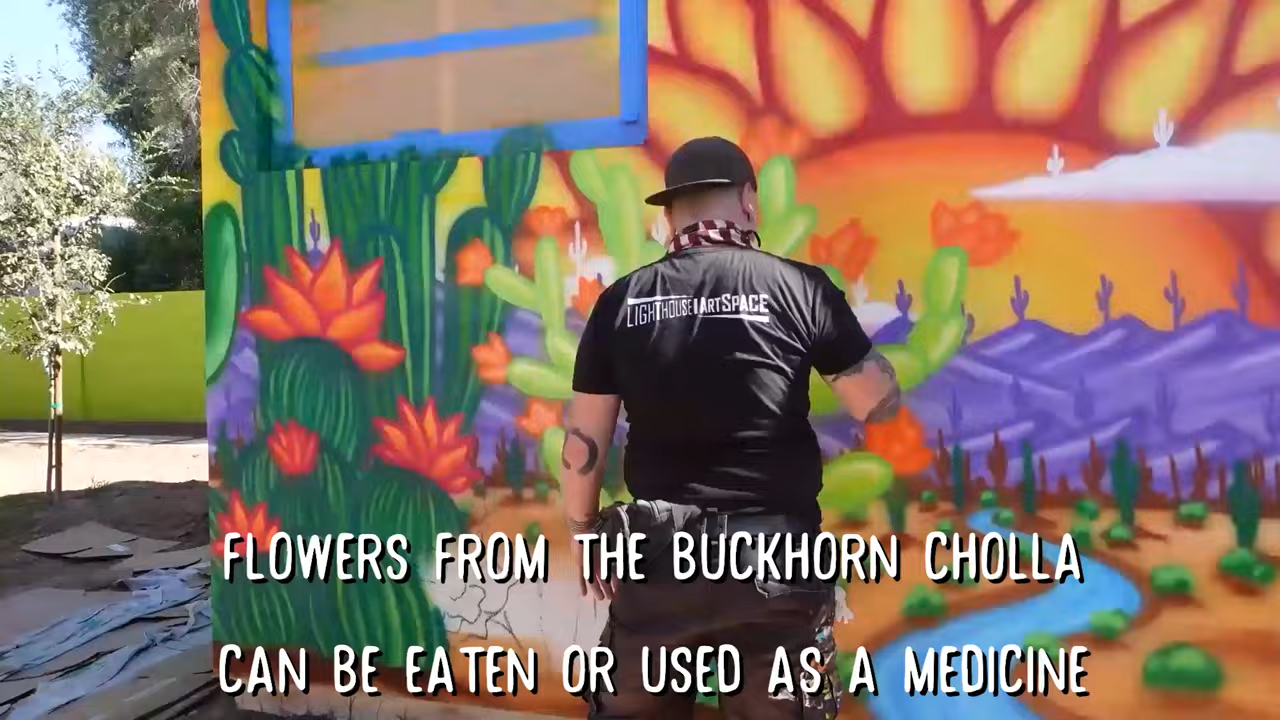 LIGHTHOUSE ARTSPACE
FLOWERS FROM THE BUCKHORN CHOLLA
CAN BE EATEN OR USED AS A MEDICINE